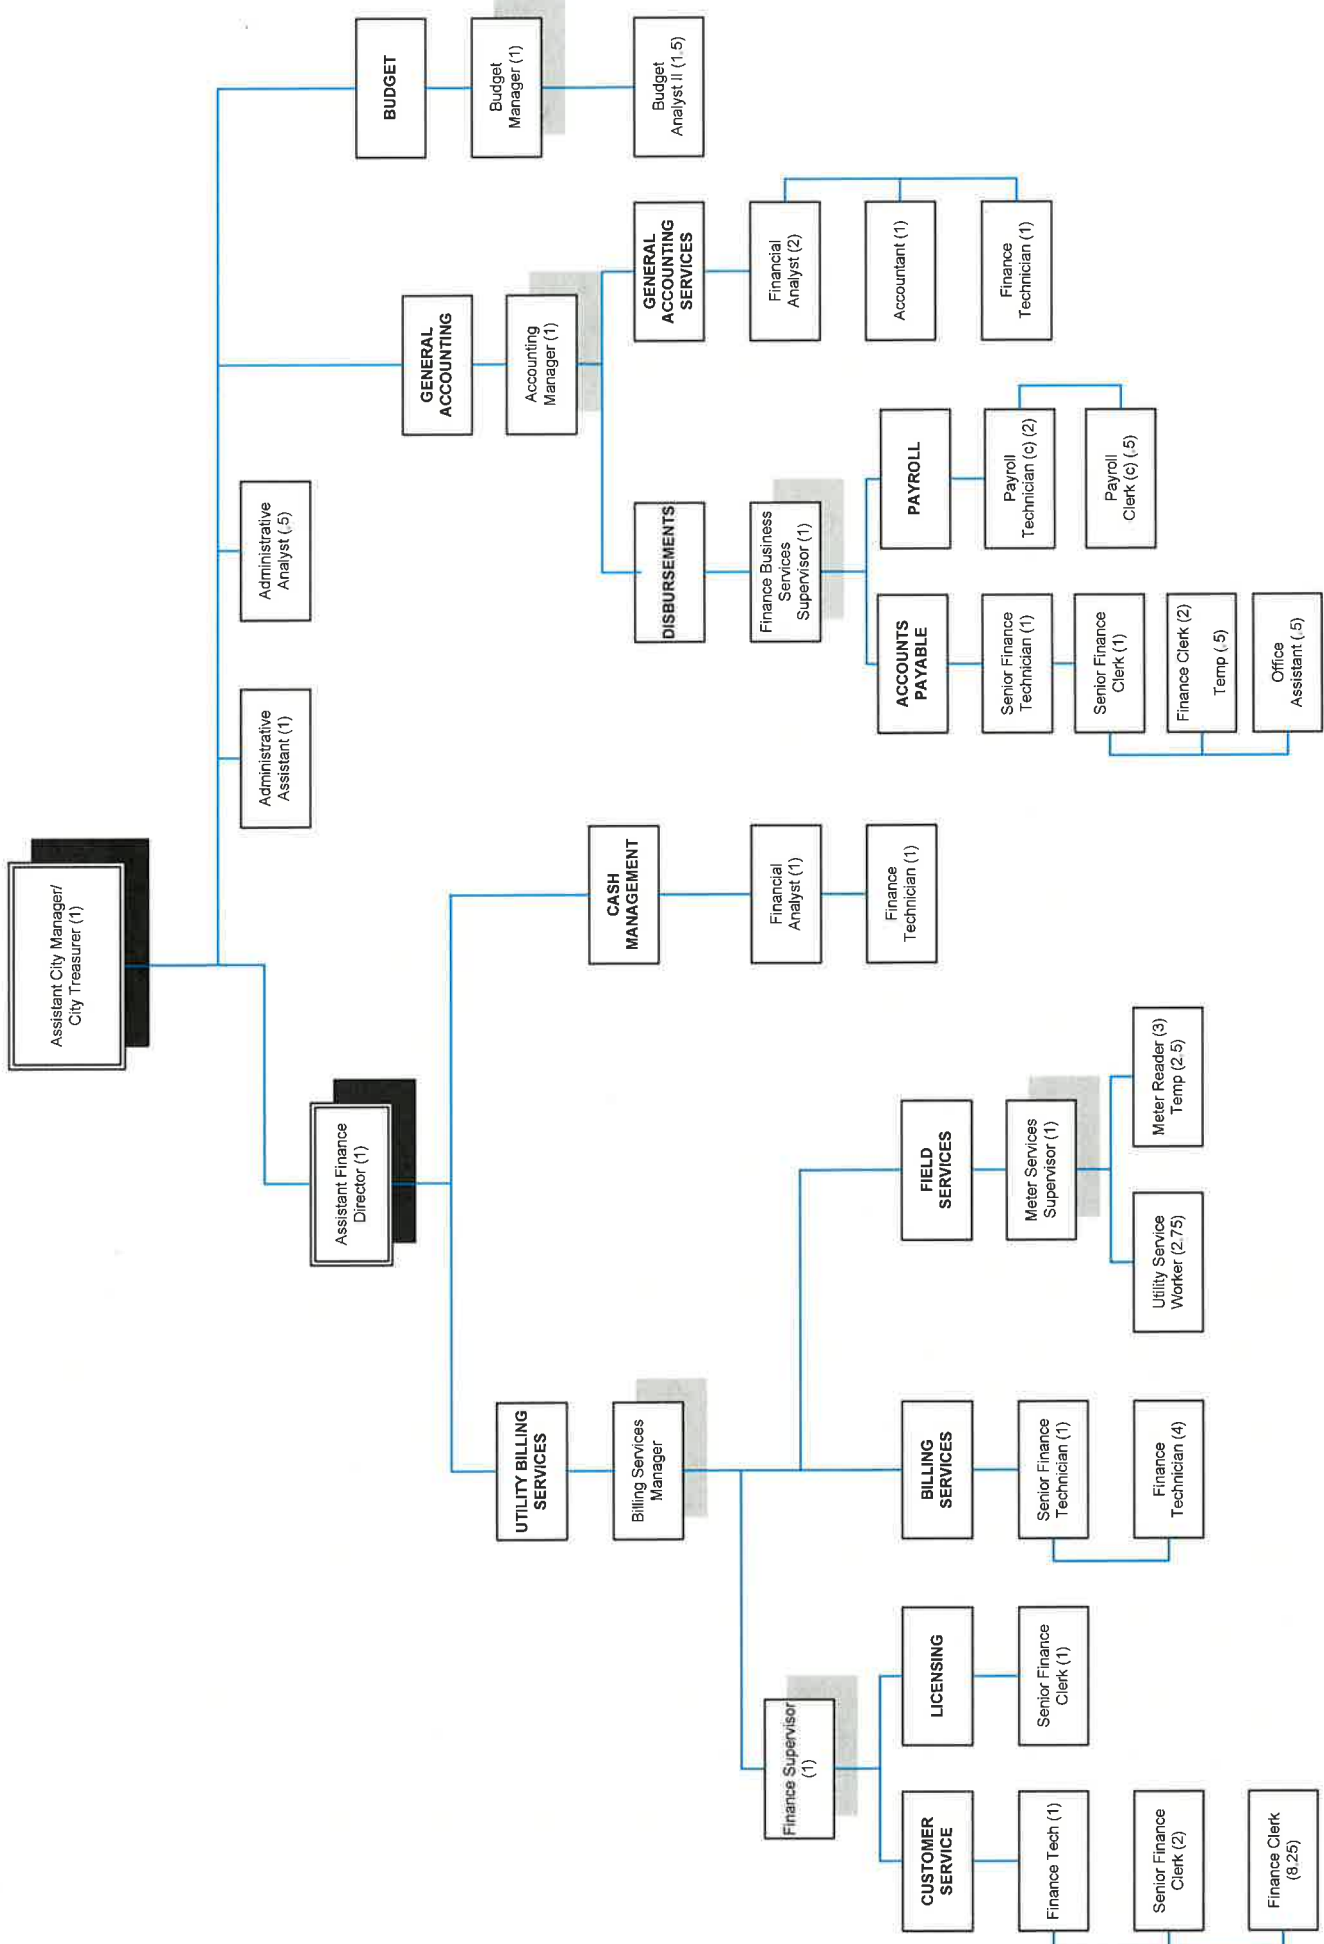 Assistant City Manager/
City Treasurer (1)
Administrative
Assistant (1)
Administrative
Analyst (.5)
Assistant Finance
Director (1)
UTILITY BILLING
SERVICES
Billing Services
Manager
Finance Supervisor
(1)
CUSTOMER
SERVICE
Finance Tech (1)
Senior Finance
Clerk (2)
Finance Clerk
(8.25)
LICENSING
Senior Finance
Clerk (1)
BILLING
SERVICES
Senior Finance
Technician (1)
Finance
Technician (4)
FIELD
SERVICES
Meter Services
Supervisor (1)
Utility Service
Worker (2.75)
Meter Reader (3)
Temp (2.5)
CASH
MANAGEMENT
Financial
Analyst (1)
Finance
Technician (1)
GENERAL
ACCOUNTING
Accounting
Manager (1)
DISBURSEMENTS
Finance Business
Services
Supervisor (1)
ACCOUNTS
PAYABLE
Senior Finance
Technician (1)
Senior Finance
Clerk (1)
Finance Clerk (2)
Temp (.5)
Office
Assistant (.5)
PAYROLL
Payroll
Technician (c) (2)
Payroll
Clerk (c) (.5)
GENERAL
ACCOUNTING
SERVICES
Financial
Analyst (2)
Accountant (1)
Finance
Technician (1)
BUDGET
Budget
Manager (1)
Budget
Analyst II (1.5)